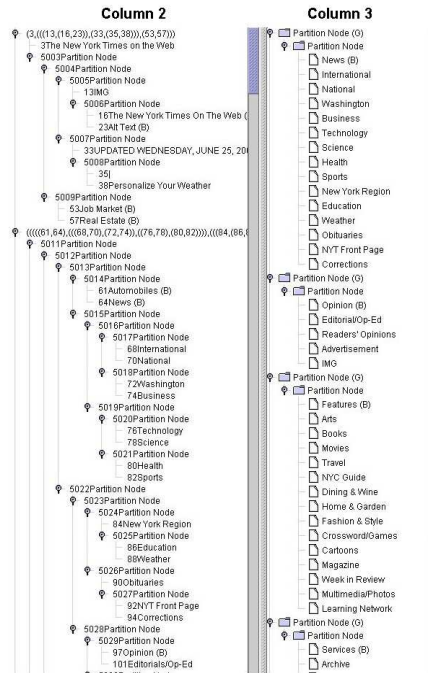 Column 2
(3,(((13,(16,23)),(33,(35,38))),(53,57)))
3The New York Times on the Web
5003Partition Node
5004Partition Node
5005Partition Node
13IMG
5006Partition Node
16The New York Times On The Web (
23Alt Text (B)
5007Partition Node
33UPDATED WEDNESDAY, JUNE 25, 20
5008Partition Node
35|
38Personalize Your Weather
5009Partition Node
53Job Market (B)
57Real Estate (B)
(((((61,64),(((68,70),(72,74)),((76,78),(80,82)))),(((84,(86,8
5011Partition Node
5012Partition Node
5013Partition Node
5014Partition Node
61Automobiles (B)
64News (B)
5015Partition Node
5016Partition Node
5017Partition Node
68International
70National
5018Partition Node
72Washington
74Business
5019Partition Node
5020Partition Node
76Technology
78Science
5021Partition Node
80Health
82Sports
5022Partition Node
5023Partition Node
5024Partition Node
84New York Region
5025Partition Node
86Education
88Weather
5026Partition Node
90Obituaries
5027Partition Node
92NYT Front Page
94Corrections
5028Partition Node
5029Partition Node
97Opinion (B)
101Editorials/Op-Ed
Column 3
Partition Node (G)
Partition Node
News (B)
International
National
Washington
Business
Technology
Science
Health
Sports
New York Region
Education
Weather
Obituaries
NYT Front Page
Corrections
Partition Node (G)
Partition Node
Opinion (B)
Editorial/Op-Ed
Readers' Opinions
Advertisement
IMG
Partition Node (G)
Partition Node
Features (B)
Arts
Books
Movies
Travel
NYC Guide
Dining & Wine
Home & Garden
Fashion & Style
Crossword/Games
Cartoons
Magazine
Week in Review
Multimedia/Photos
Learning Network
Partition Node (G)
Partition Node
Services (B)
Archive